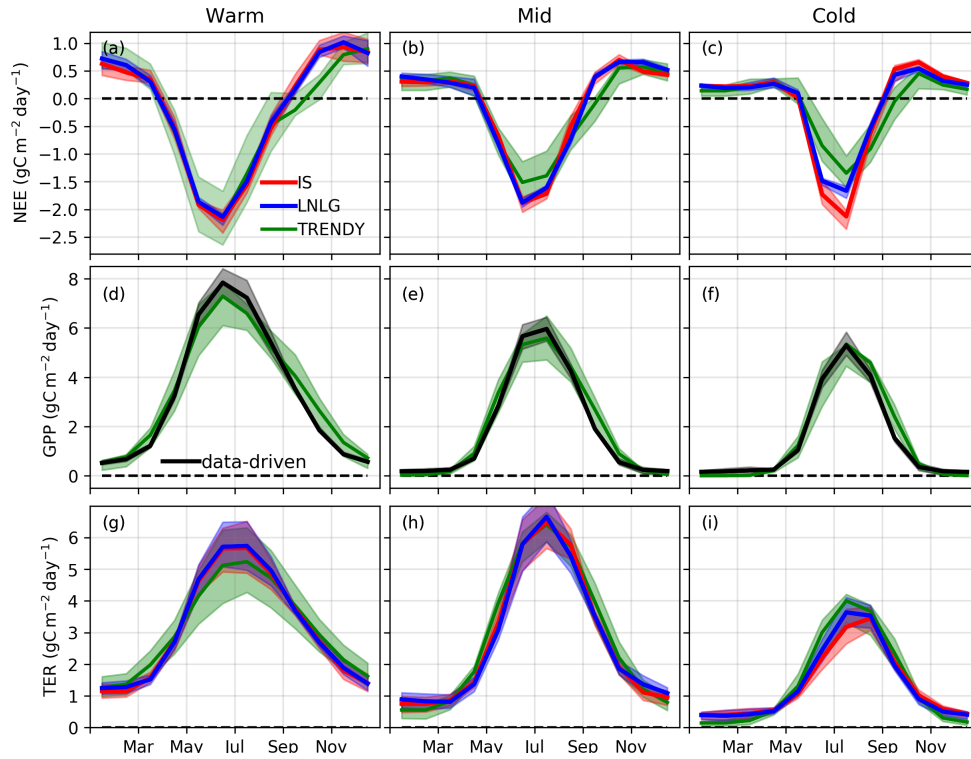 Warm Mid Cold
NEE (gC m⁻² day⁻¹)
1.0
0.5
0.0
−0.5
−1.0
−1.5
−2.0
−2.5
(a) (b) (c)
IS
LNLG
TRENDY
GPP (gC m⁻² day⁻¹)
8
6
4
2
0
(d) (e) (f)
data-driven
TER (gC m⁻² day⁻¹)
6
5
4
3
2
1
0
(g) (h) (i)
Mar May Jul Sep Nov Mar May Jul Sep Nov Mar May Jul Sep Nov